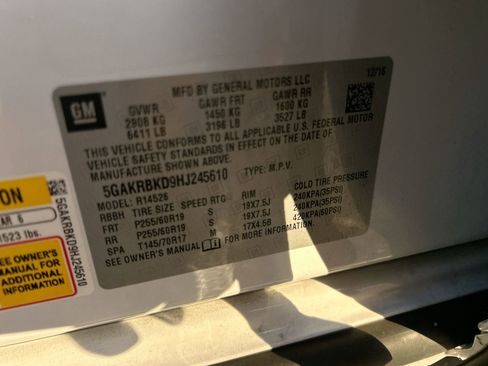 GM
MFD BY GENERAL MOTORS LLC
12/16
GVWR GAWR FRT GAWR RR
2908 KG 1450 KG 1600 KG
6411 LB 3196 LB 3527 LB
THIS VEHICLE CONFORMS TO ALL APPLICABLE U.S. FEDERAL MOTOR
VEHICLE SAFETY STANDARDS IN EFFECT ON THE DATE OF
MANUFACTURE SHOWN ABOVE.
5GAKRBKD9HJ245610 TYPE: M.P.V.
MODEL: R14526
RBBH TIRE SIZE SPEED RTG RIM COLD TIRE PRESSURE
FRT P255/60R19 S 19X7.5J 240KPA(35PSI)
RR P255/60R19 S 19X7.5J 240KPA(35PSI)
SPA T145/70R17 M 17X4.5B 420KPA(60PSI)
SEE OWNER'S MANUAL FOR MORE INFORMATION.
ON
AR 6
1523 lbs.
SEE OWNER'S
MANUAL FOR
ADDITIONAL
INFORMATION
5GAKRBKD9HJ245610